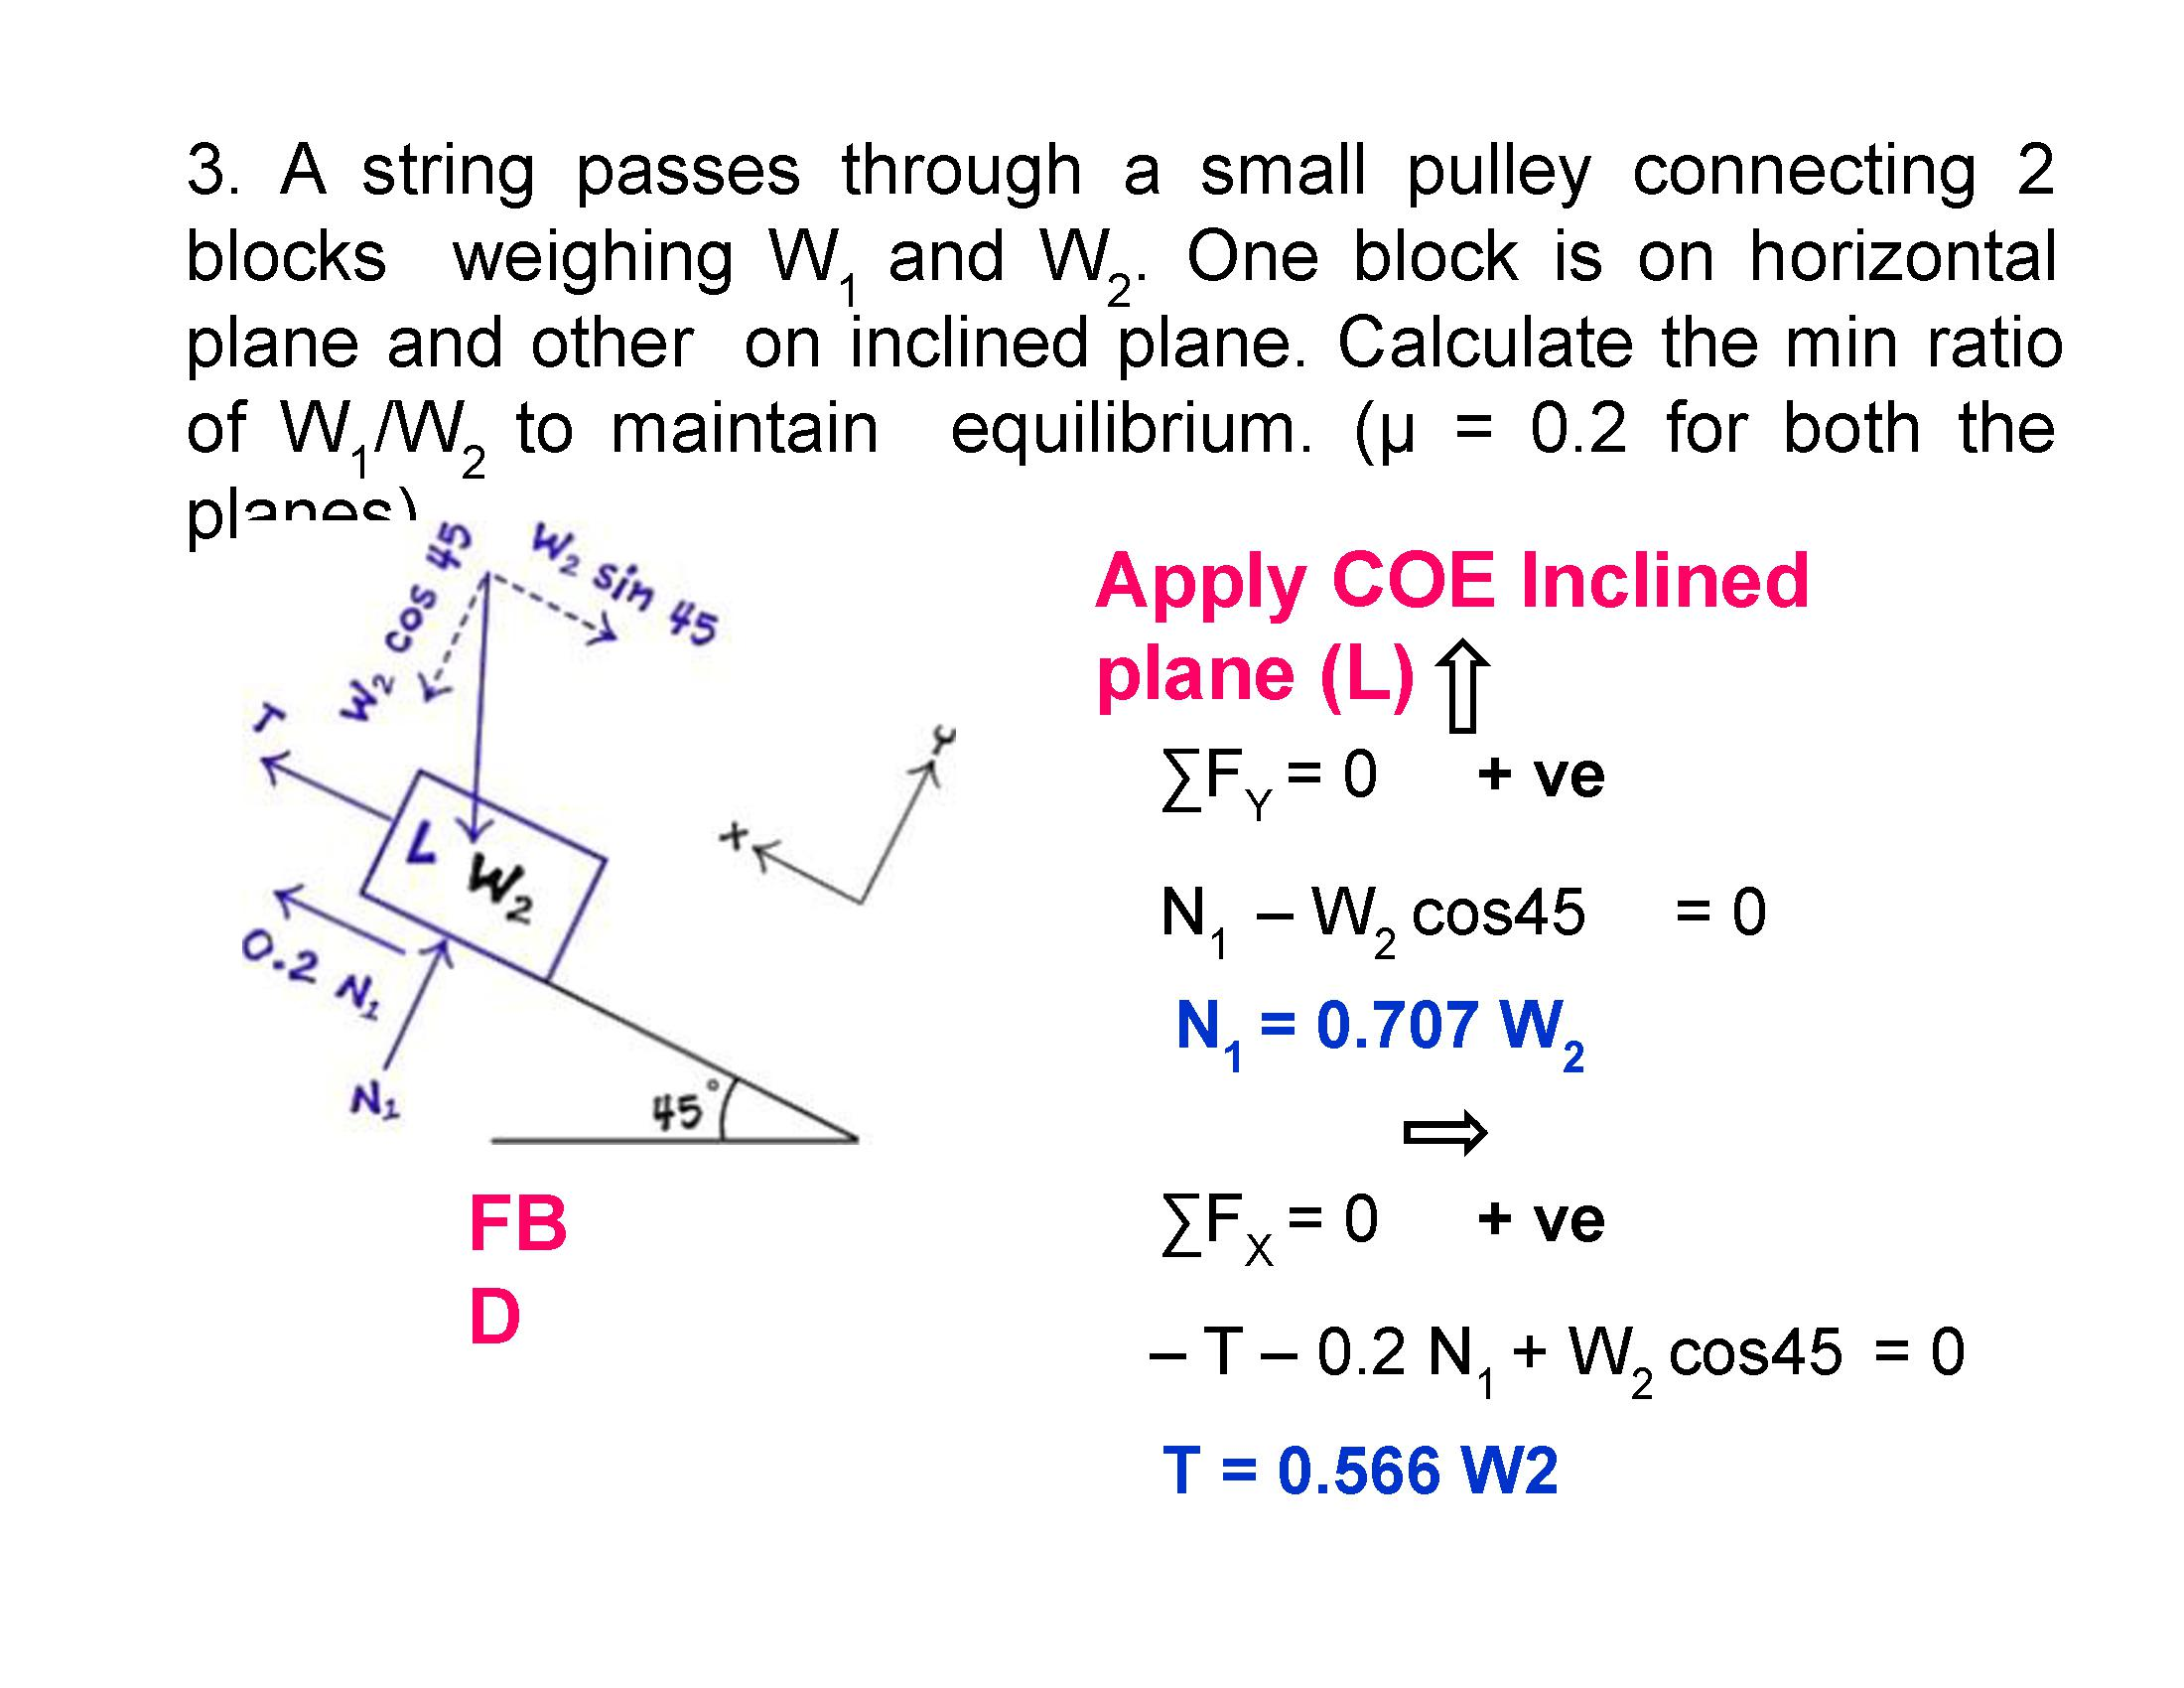 3. A string passes through a small pulley connecting 2
blocks weighing W1 and W2. One block is on horizontal
plane and other on inclined plane. Calculate the min ratio
of W1/W2 to maintain equilibrium. (μ = 0.2 for both the
planes)
W2 cos 45
W2 sin 45
T
L
W2
0.2 N1
N1
X
Y
45°
FB
D
Apply COE Inclined
plane (L) ⇧
∑FY = 0 + ve
N1 – W2 cos45 = 0
N1 = 0.707 W2
⇨
∑FX = 0 + ve
– T – 0.2 N1 + W2 cos45 = 0
T = 0.566 W2